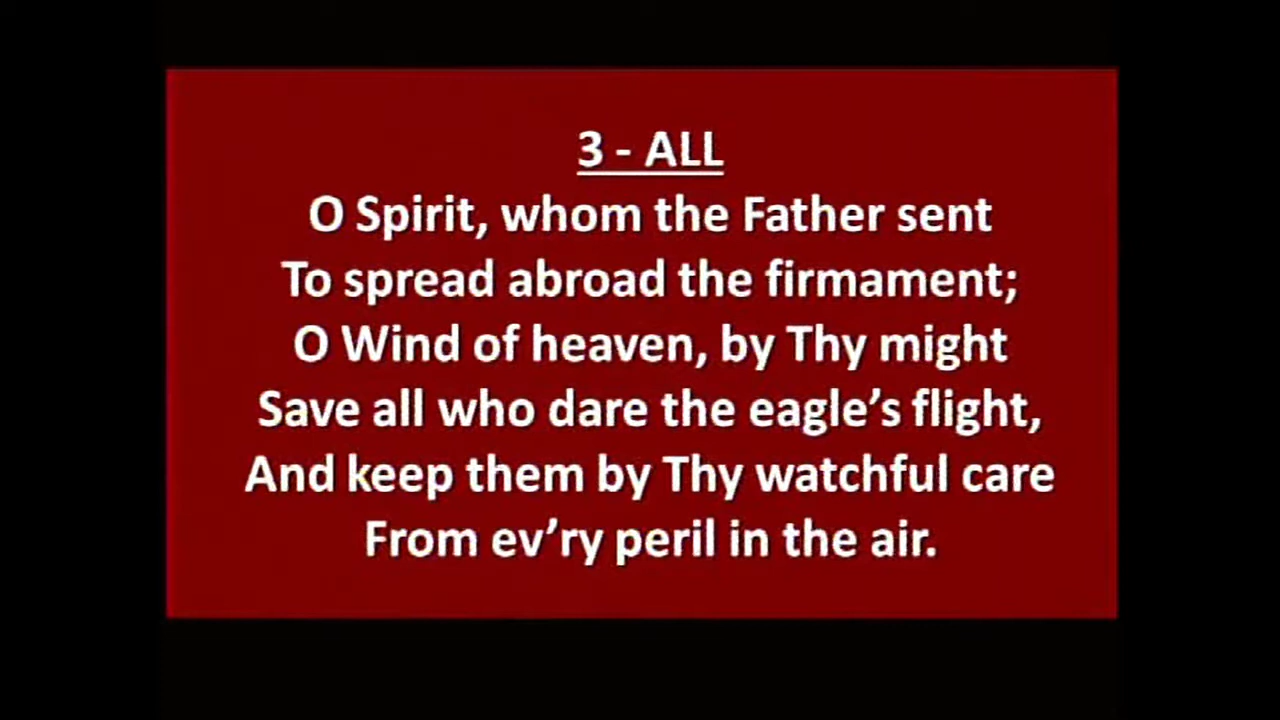 3 - ALL
O Spirit, whom the Father sent
To spread abroad the firmament;
O Wind of heaven, by Thy might
Save all who dare the eagle’s flight,
And keep them by Thy watchful care
From ev’ry peril in the air.